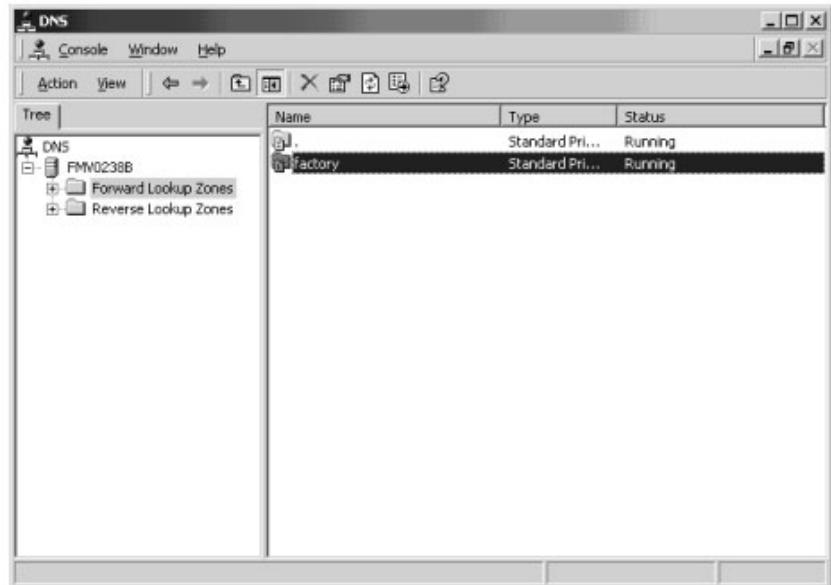 DNS
Console Window Help
Action View
Tree
Name Type Status
DNS
FMV0238B
Forward Lookup Zones
Reverse Lookup Zones
. Standard Pri... Running
factory Standard Pri... Running